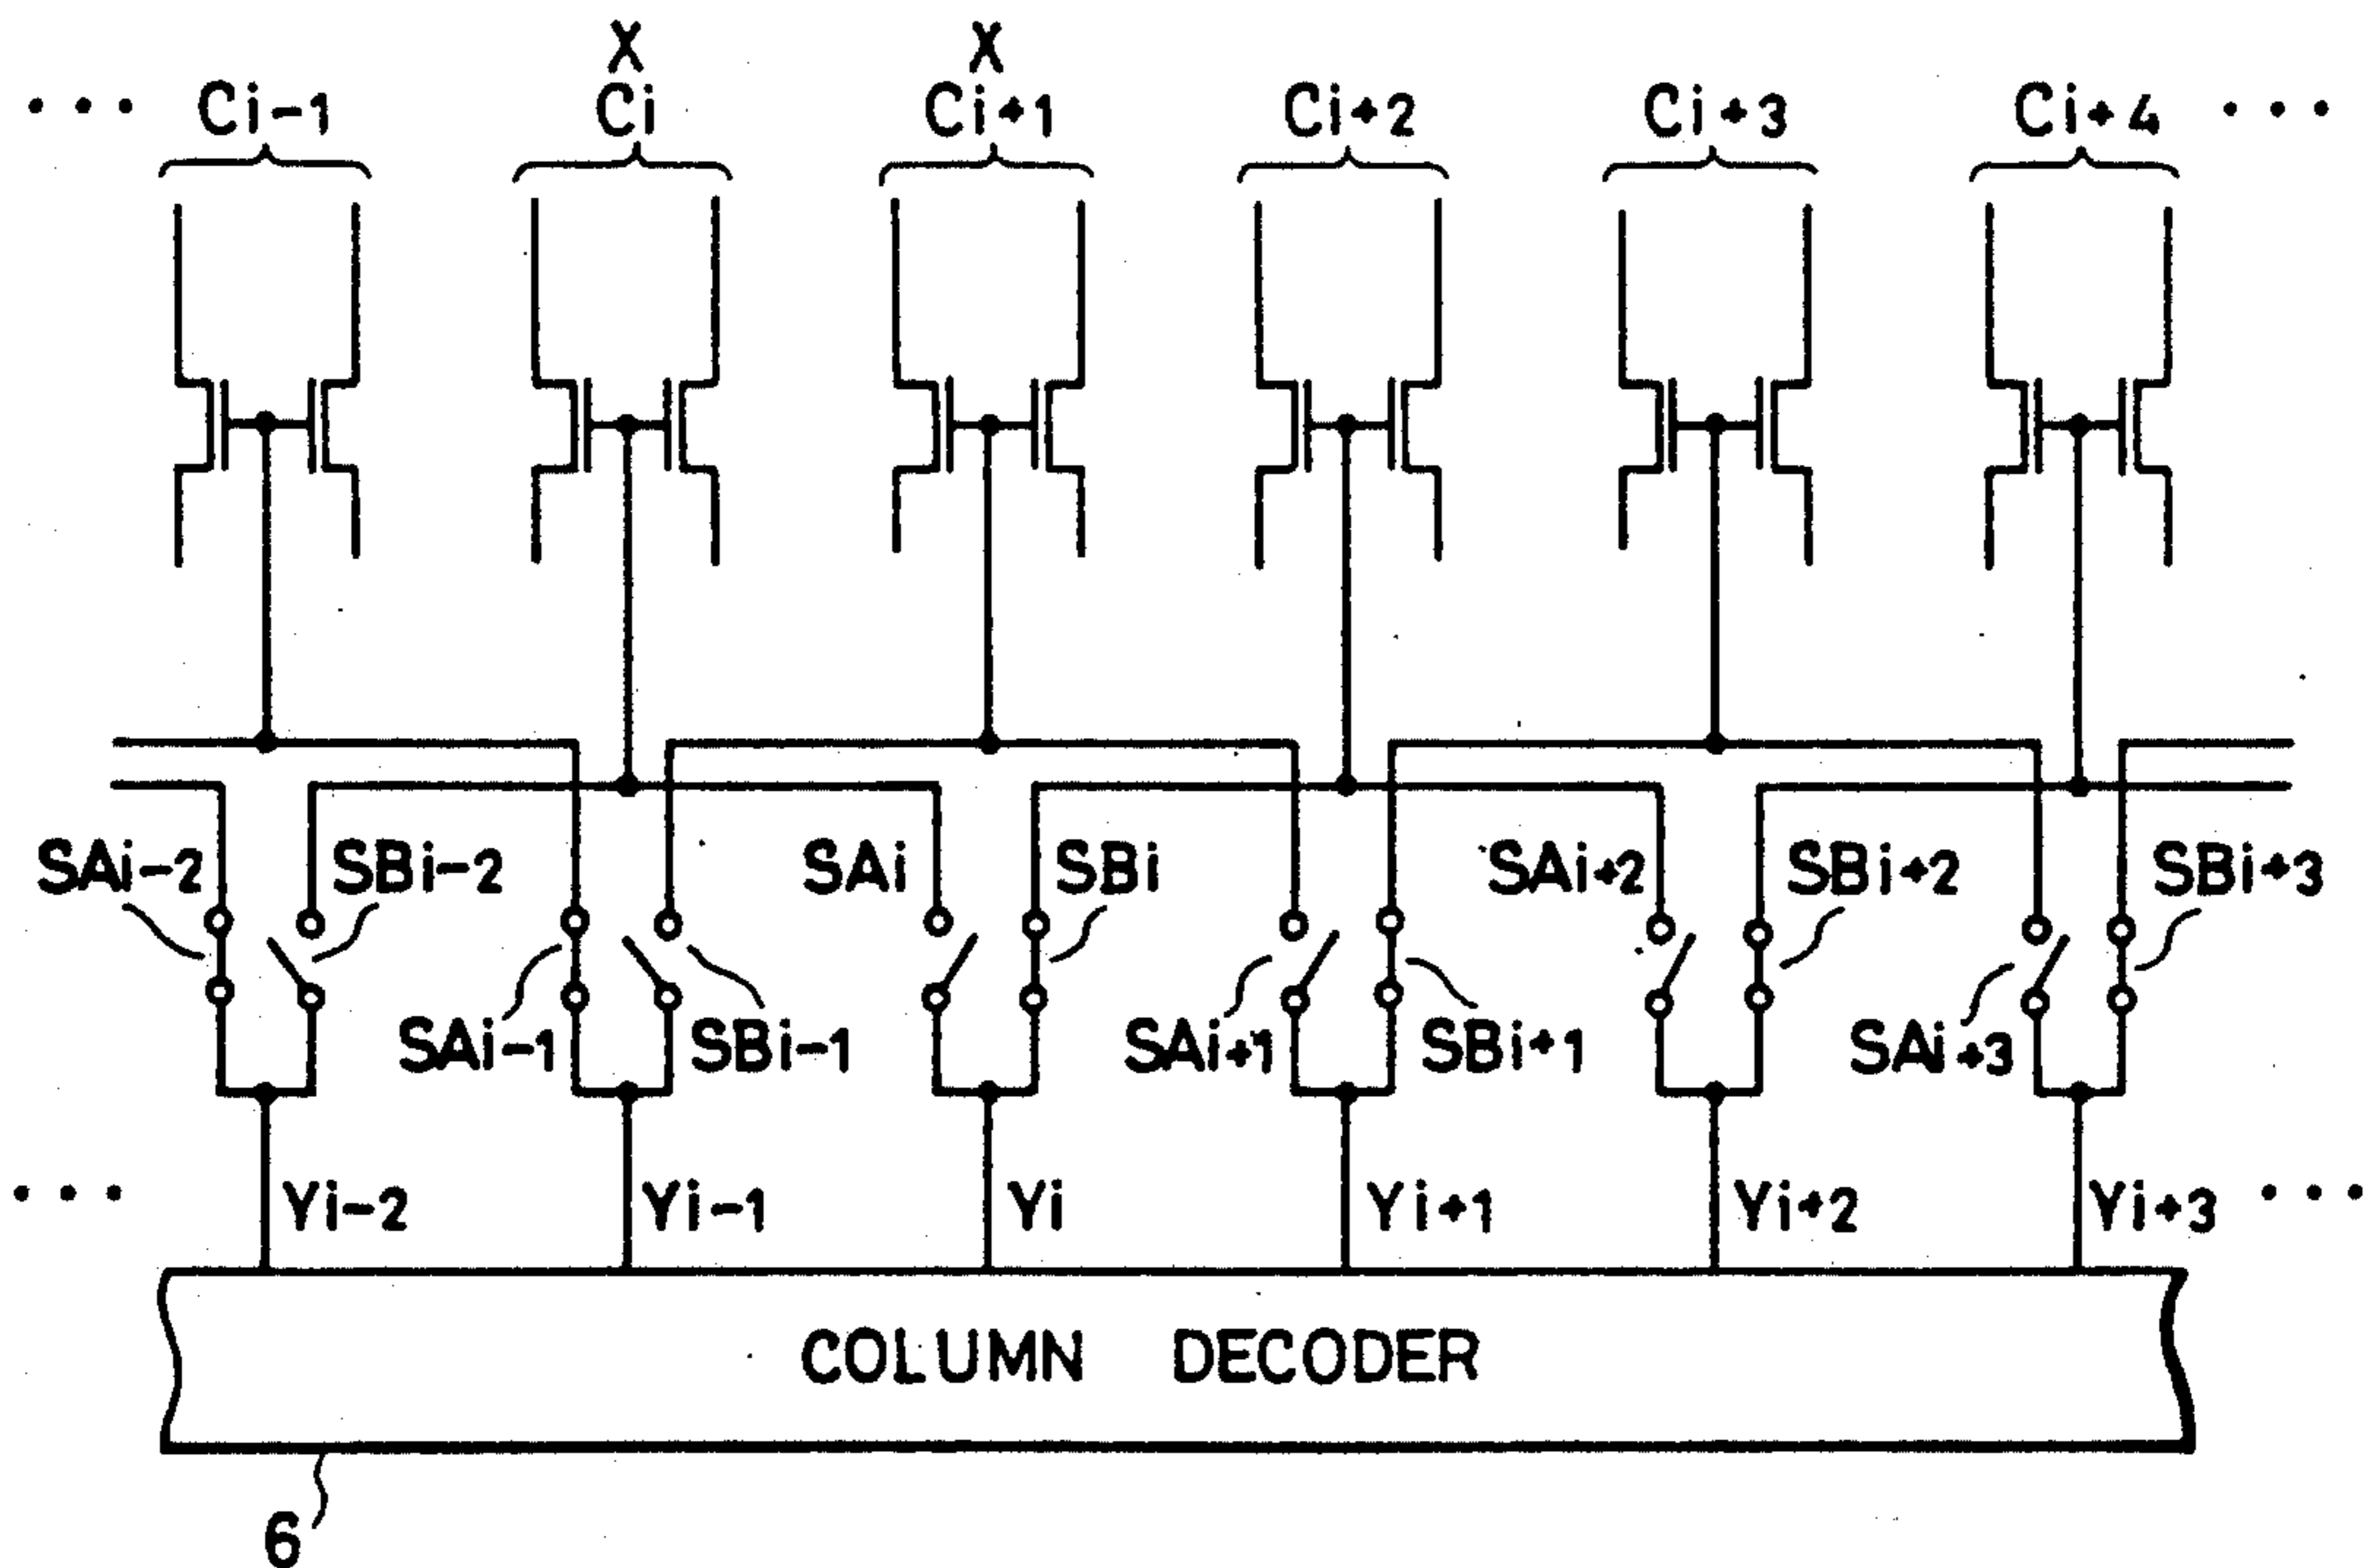 X X
••• Ci-1 Ci Ci+1 Ci+2 Ci+3 Ci+4 •••
SAi-2 SBi-2 SAi SBi SAi+2 SBi+2 SBi+3
SAi-1 SBi-1 SAi+1 SBi+1 SAi+3
••• Yi-2 Yi-1 Yi Yi+1 Yi+2 Yi+3 •••
COLUMN DECODER
6